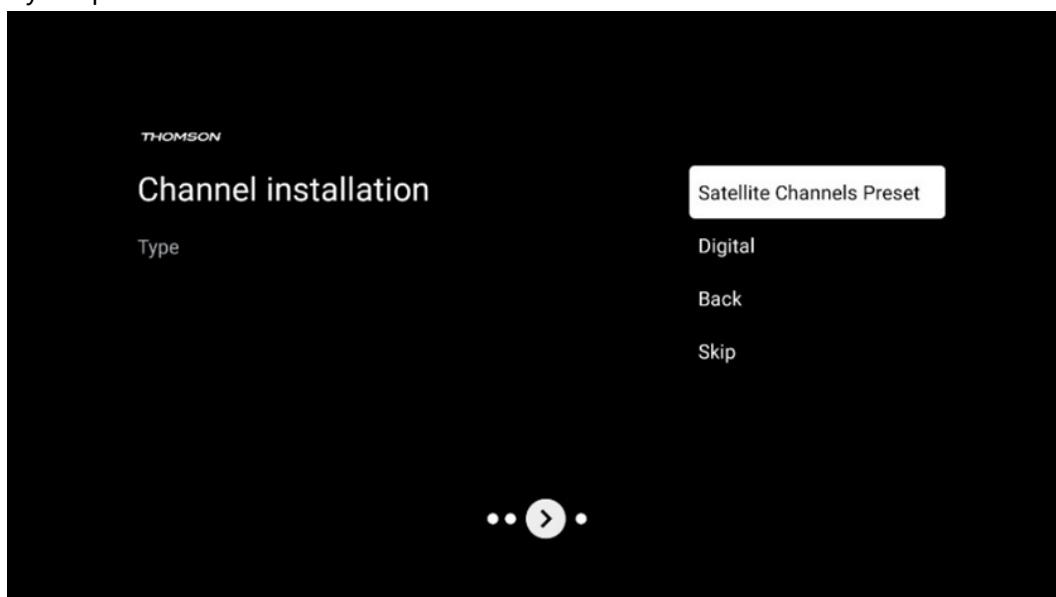 THOMSON
Channel installation
Type
Satellite Channels Preset
Digital
Back
Skip